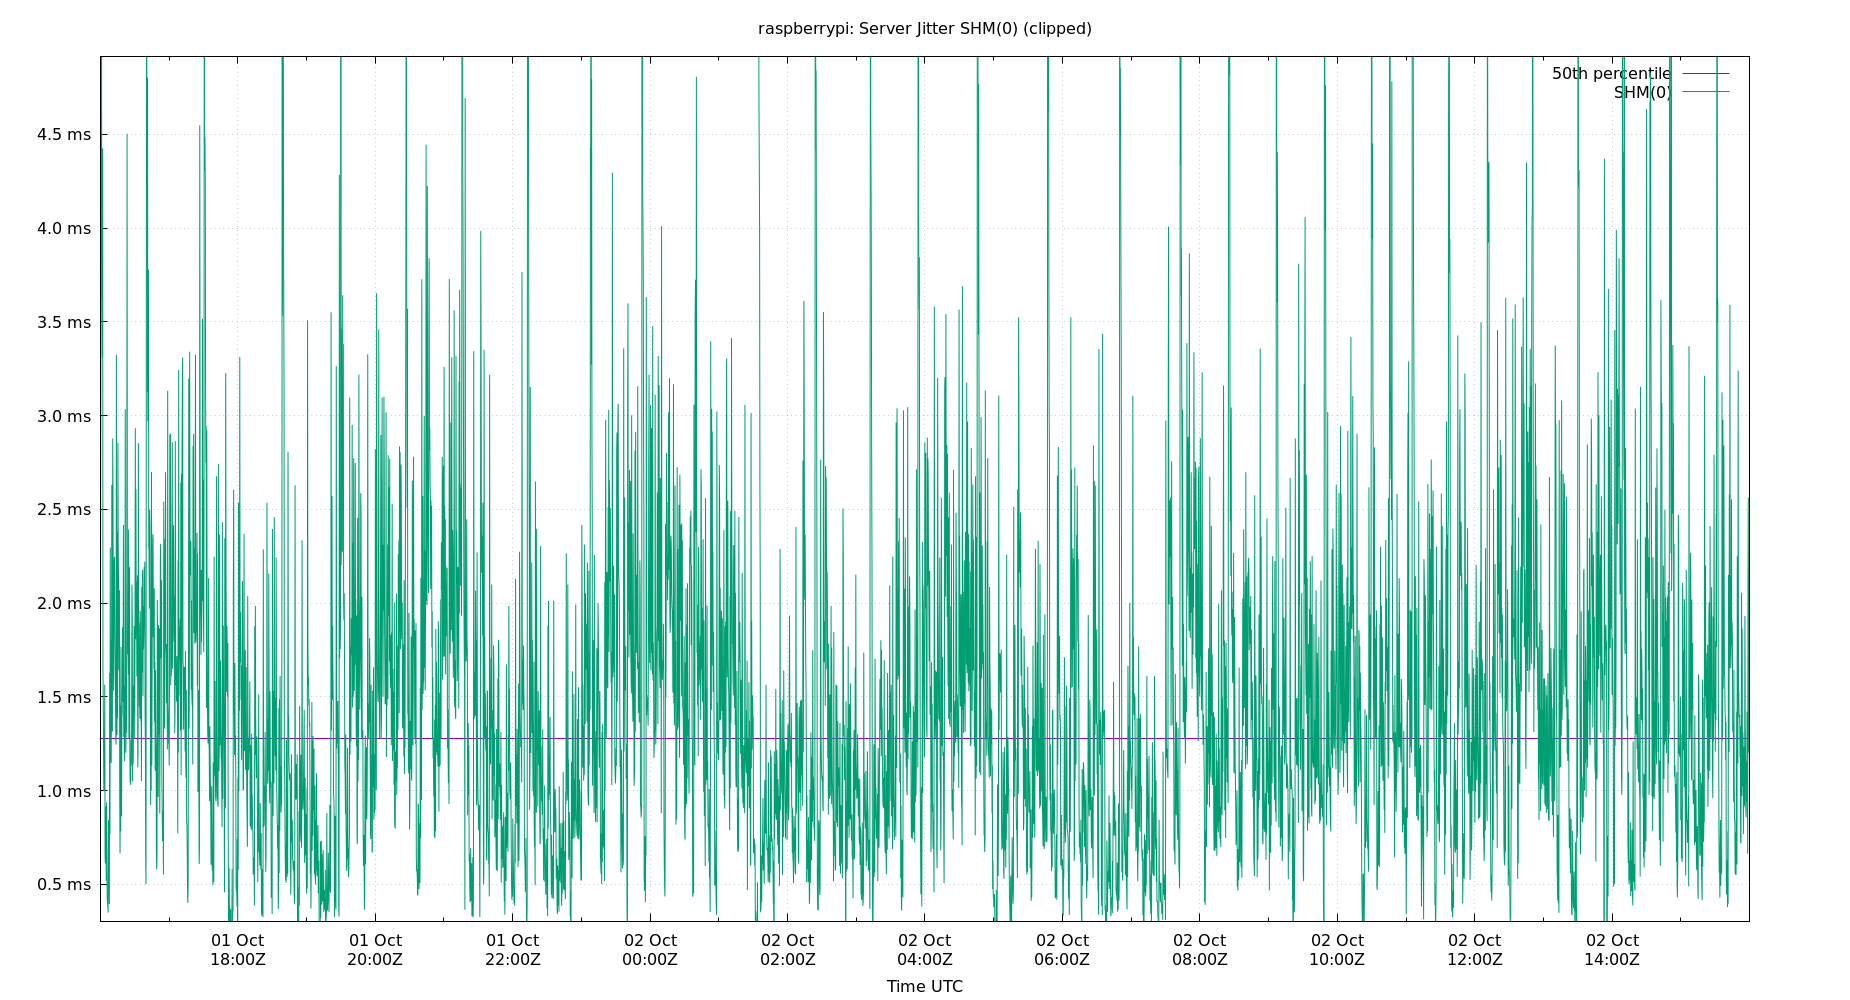 raspberrypi: Server Jitter SHM(0) (clipped)
50th percentile
SHM(0)
4.5 ms
4.0 ms
3.5 ms
3.0 ms
2.5 ms
2.0 ms
1.5 ms
1.0 ms
0.5 ms
01 Oct 01 Oct 01 Oct 02 Oct 02 Oct 02 Oct 02 Oct 02 Oct 02 Oct 02 Oct 02 Oct
18:00Z 20:00Z 22:00Z 00:00Z 02:00Z 04:00Z 06:00Z 08:00Z 10:00Z 12:00Z 14:00Z
Time UTC